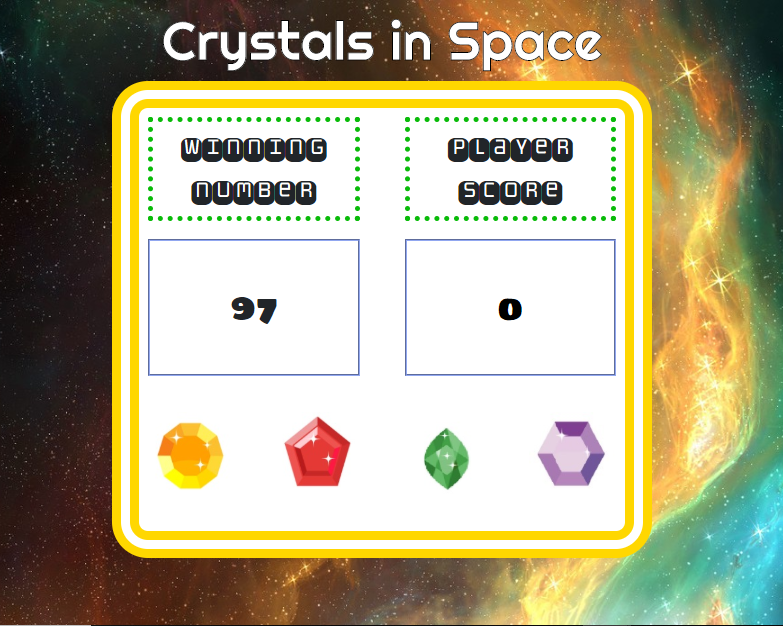 Crystals in Space
WINNING
NUMBER
PLAYER
SCORE
97
0